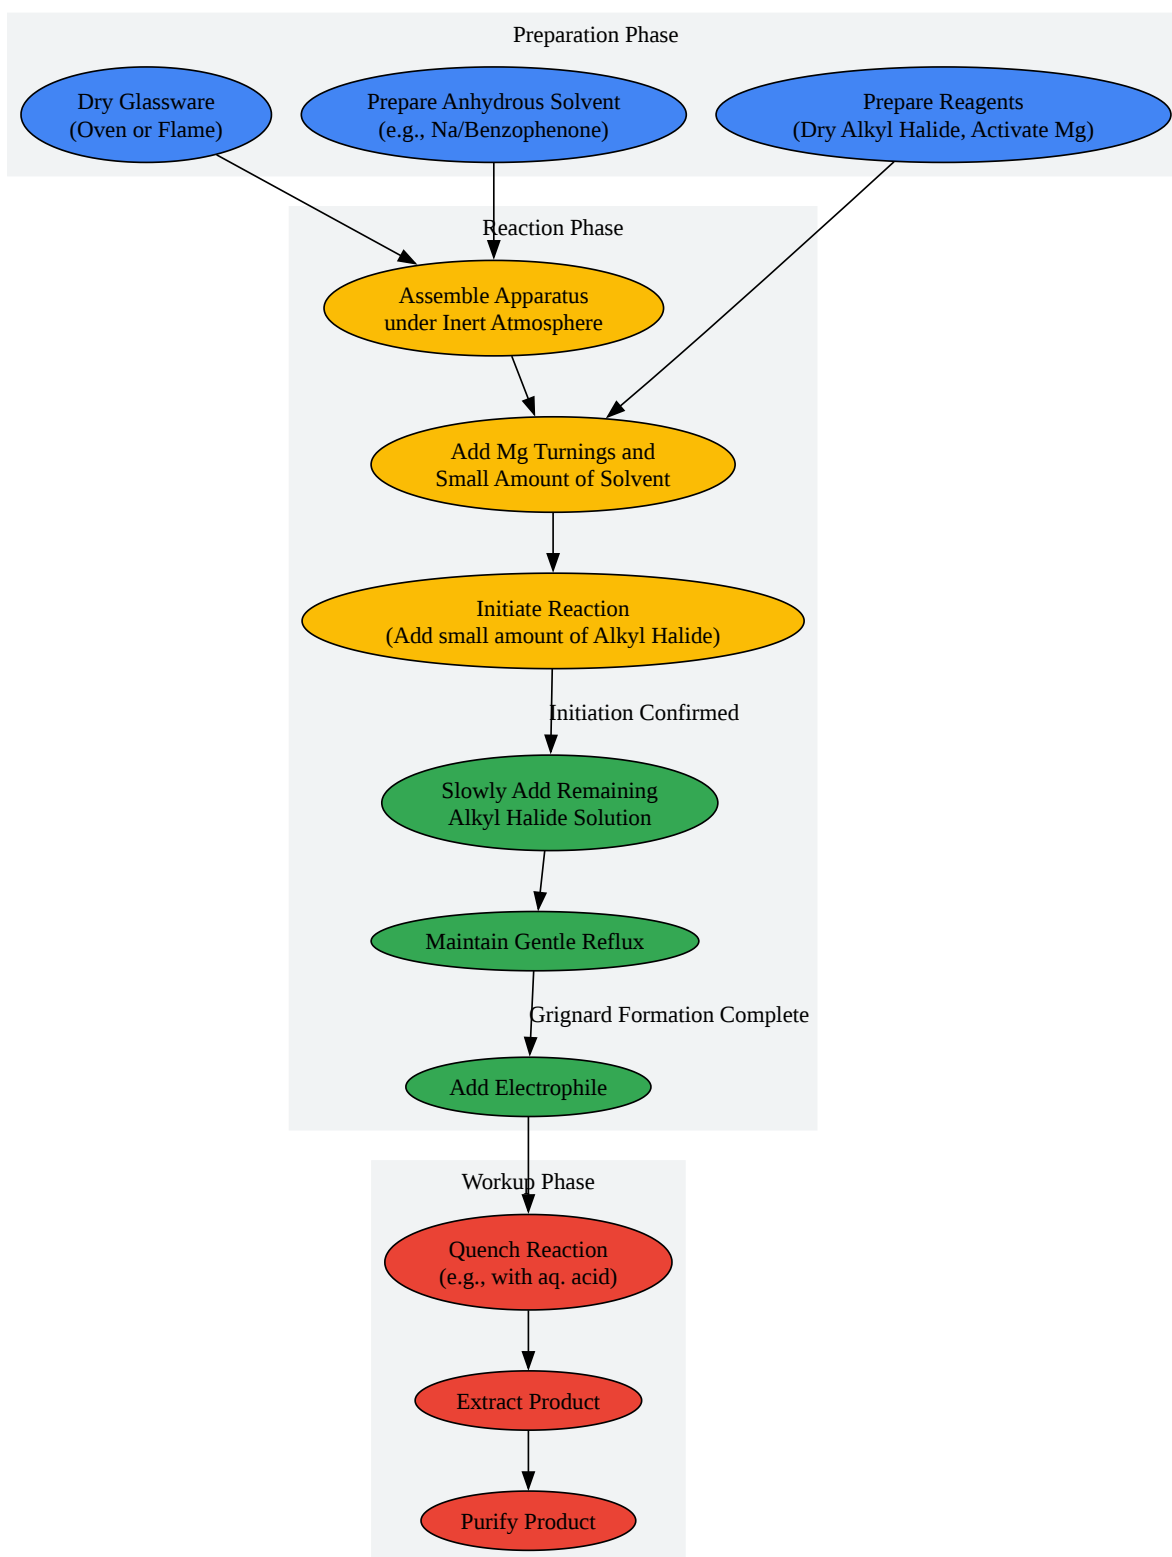 Preparation Phase
Dry Glassware
(Oven or Flame)
Prepare Anhydrous Solvent
(e.g., Na/Benzophenone)
Prepare Reagents
(Dry Alkyl Halide, Activate Mg)
Reaction Phase
Assemble Apparatus
under Inert Atmosphere
Add Mg Turnings and
Small Amount of Solvent
Initiate Reaction
(Add small amount of Alkyl Halide)
Initiation Confirmed
Slowly Add Remaining
Alkyl Halide Solution
Maintain Gentle Reflux
Grignard Formation Complete
Add Electrophile
Workup Phase
Quench Reaction
(e.g., with aq. acid)
Extract Product
Purify Product